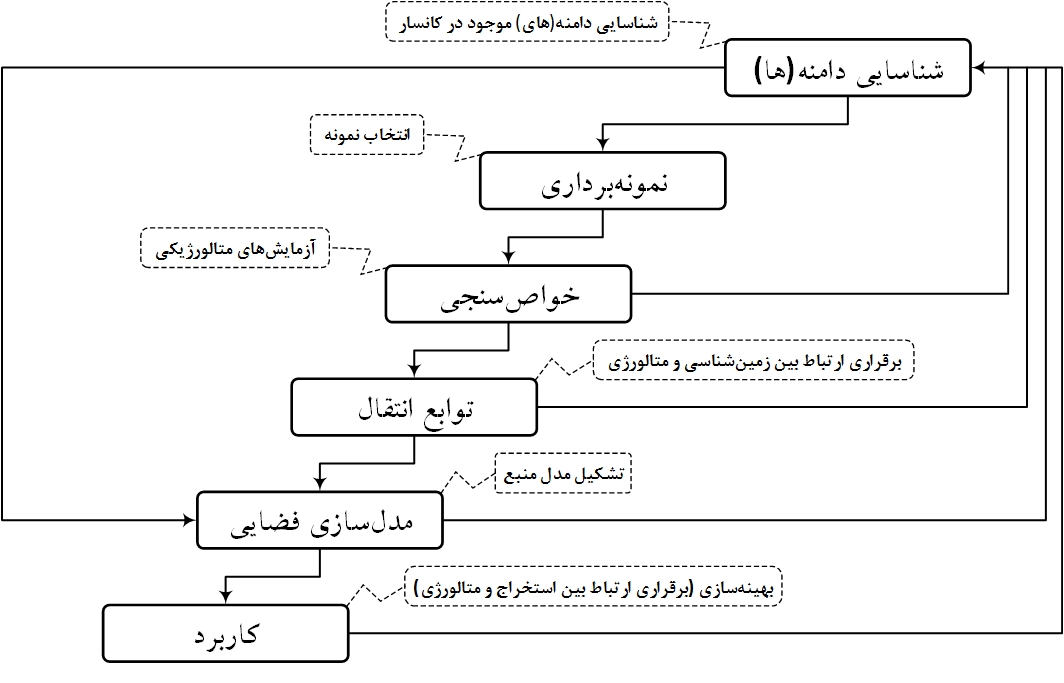 شناسایی دامنه(های) موجود در کانسار
شناسایی دامنه(ها)
انتخاب نمونه
نمونه‌برداری
آزمایش‌های متالورژیکی
خواص‌سنجی
برقراری ارتباط بین زمین‌شناسی و متالورژی
توابع انتقال
تشکیل مدل منبع
مدل‌سازی فضایی
بهینه‌سازی (برقراری ارتباط بین استخراج و متالورژی)
کاربرد